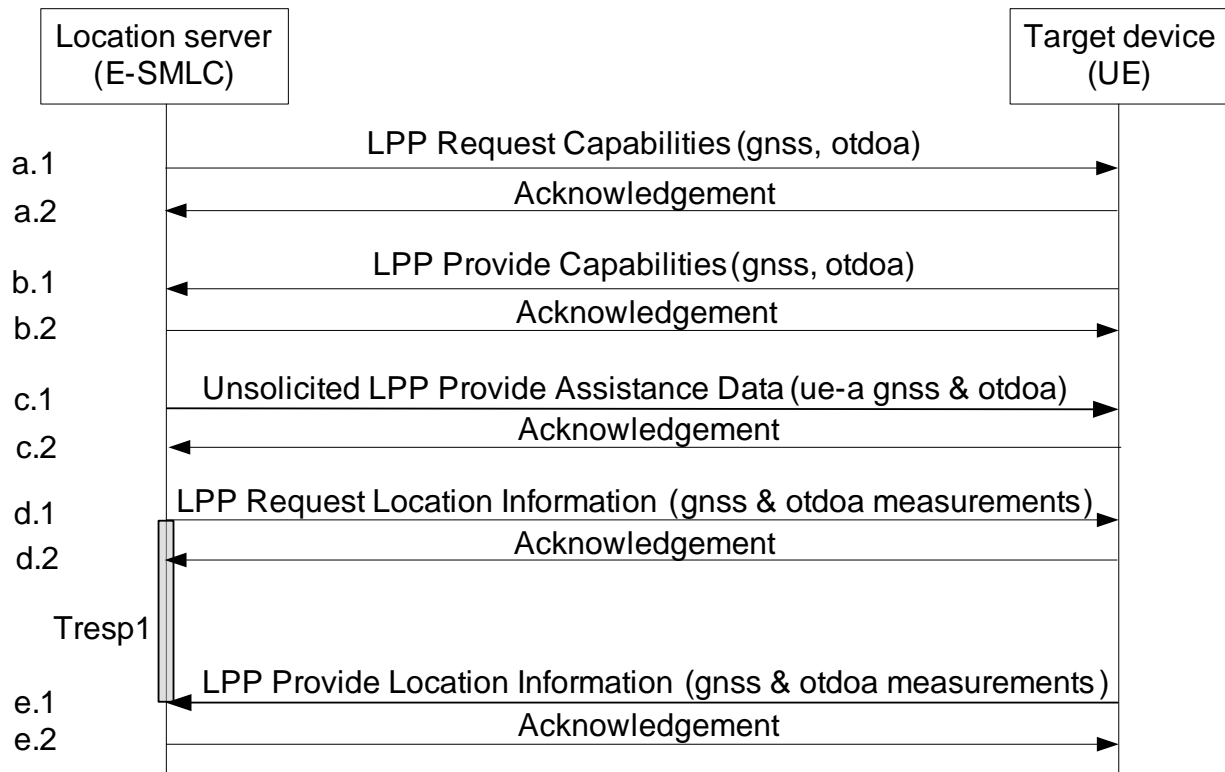 Location server
(E-SMLC)
Target device
(UE)
a.1
LPP Request Capabilities (gnss, otdoa)
a.2
Acknowledgement
b.1
LPP Provide Capabilities (gnss, otdoa)
b.2
Acknowledgement
c.1
Unsolicited LPP Provide Assistance Data (ue-a gnss & otdoa)
c.2
Acknowledgement
d.1
LPP Request Location Information (gnss & otdoa measurements)
d.2
Acknowledgement
Tresp1
e.1
LPP Provide Location Information (gnss & otdoa measurements)
e.2
Acknowledgement